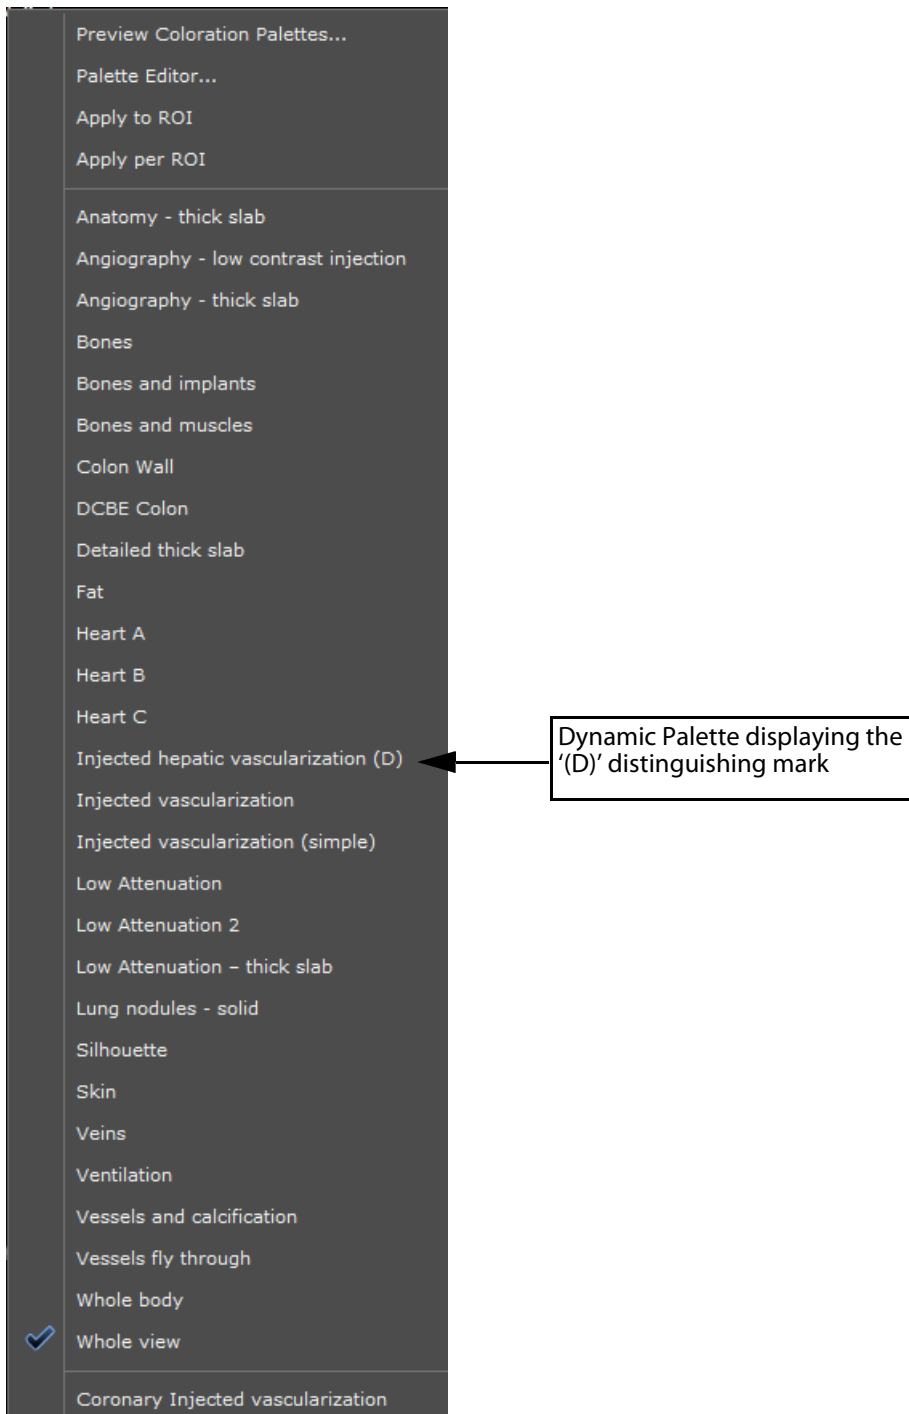 Preview Coloration Palettes...
Palette Editor...
Apply to ROI
Apply per ROI
Anatomy - thick slab
Angiography - low contrast injection
Angiography - thick slab
Bones
Bones and implants
Bones and muscles
Colon Wall
DCBE Colon
Detailed thick slab
Fat
Heart A
Heart B
Heart C
Injected hepatic vascularization (D)
Dynamic Palette displaying the
‘(D)’ distinguishing mark
Injected vascularization
Injected vascularization (simple)
Low Attenuation
Low Attenuation 2
Low Attenuation – thick slab
Lung nodules - solid
Silhouette
Skin
Veins
Ventilation
Vessels and calcification
Vessels fly through
Whole body
Whole view
Coronary Injected vascularization